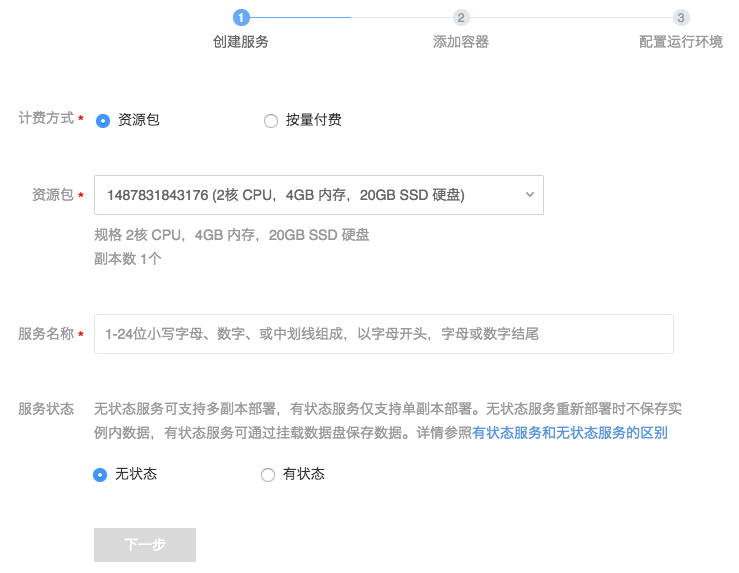 1 2 3
创建服务 添加容器 配置运行环境
计费方式 * 资源包 按量付费
资源包 * 1487831843176 (2核 CPU，4GB 内存，20GB SSD 硬盘)
规格 2核 CPU，4GB 内存，20GB SSD 硬盘
副本数 1个
服务名称 * 1-24位小写字母、数字、或中划线组成，以字母开头，字母或数字结尾
服务状态 无状态服务可支持多副本部署，有状态服务仅支持单副本部署。无状态服务重新部署时不保存实
例内数据，有状态服务可通过挂载数据盘保存数据。详情参照有状态服务和无状态服务的区别
无状态 有状态
下一步